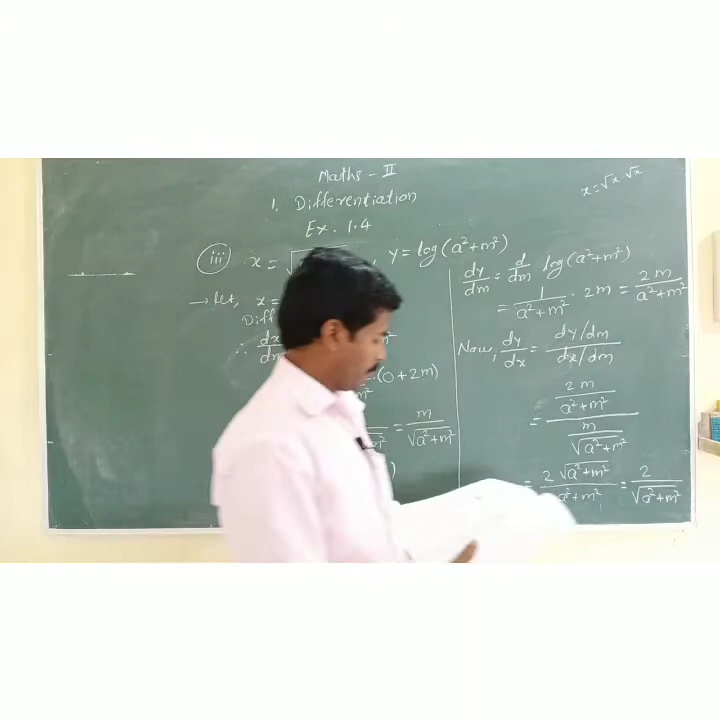 Maths - II
x = √x √x
1. Differentiation
Ex. 1.4
(iii) x = √ , y = log(a²+m²)
→ let, x =
Diff
∴ dx/dm
m²
· (0 + 2m)
m²
= m/√(a²+m²)
dy/dm = d/dm log(a²+m²)
= 1/(a²+m²) · 2m = 2m/(a²+m²)
Now, dy/dx = (dy/dm)/(dx/dm)
= (2m/(a²+m²))/(m/√(a²+m²))
= 2√(a²+m²)/(a²+m²) = 2/√(a²+m²)